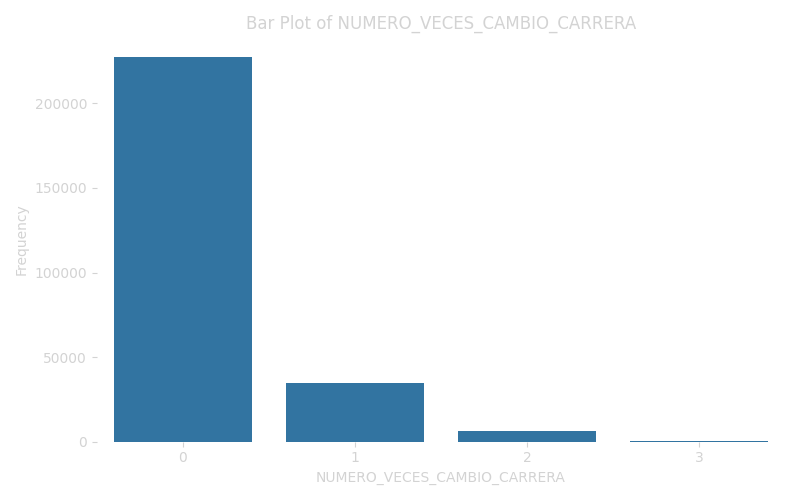 Bar Plot of NUMERO_VECES_CAMBIO_CARRERA
200000
150000
100000
50000
0
Frequency
0 1 2 3
NUMERO_VECES_CAMBIO_CARRERA